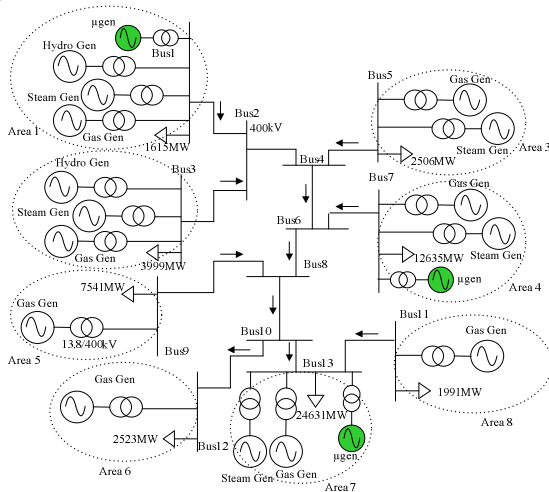 µgen
Bus1
Hydro Gen
Steam Gen
Gas Gen
Area 1
1615MW
Bus2
400kV
Bus5
Gas Gen
Steam Gen
Area 3
2506MW
Bus4
Hydro Gen
Bus3
Steam Gen
Gas Gen
3999MW
Bus7
Gas Gen
Steam Gen
12635MW
µgen
Area 4
Bus6
Bus8
7541MW
Gas Gen
13.8/400kV
Area 5
Bus9
Bus10
Bus11
Gas Gen
1991MW
Area 8
Bus13
Gas Gen
2523MW
Bus12
Area 6
24631MW
Steam Gen
Gas Gen
µgen
Area 7